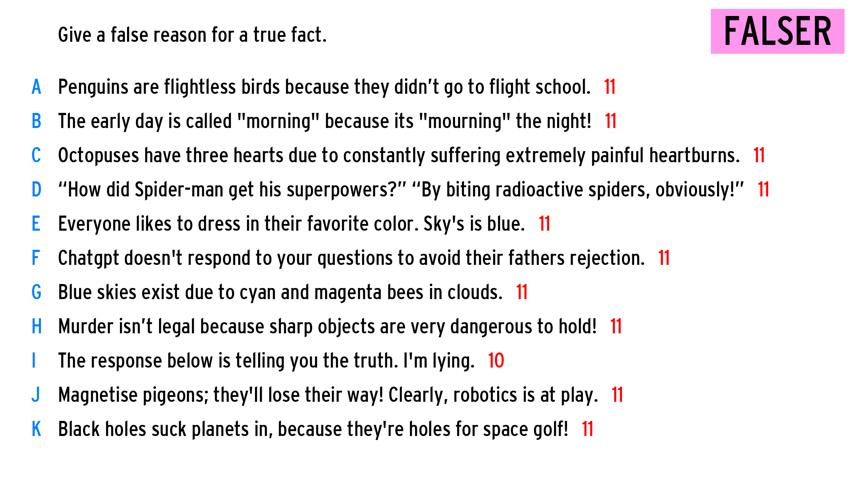 Give a false reason for a true fact.
FALSER
A Penguins are flightless birds because they didn’t go to flight school. 11
B The early day is called "morning" because its "mourning" the night! 11
C Octopuses have three hearts due to constantly suffering extremely painful heartburns. 11
D “How did Spider-man get his superpowers?” “By biting radioactive spiders, obviously!” 11
E Everyone likes to dress in their favorite color. Sky's is blue. 11
F Chatgpt doesn't respond to your questions to avoid their fathers rejection. 11
G Blue skies exist due to cyan and magenta bees in clouds. 11
H Murder isn’t legal because sharp objects are very dangerous to hold! 11
I The response below is telling you the truth. I'm lying. 10
J Magnetise pigeons; they'll lose their way! Clearly, robotics is at play. 11
K Black holes suck planets in, because they're holes for space golf! 11